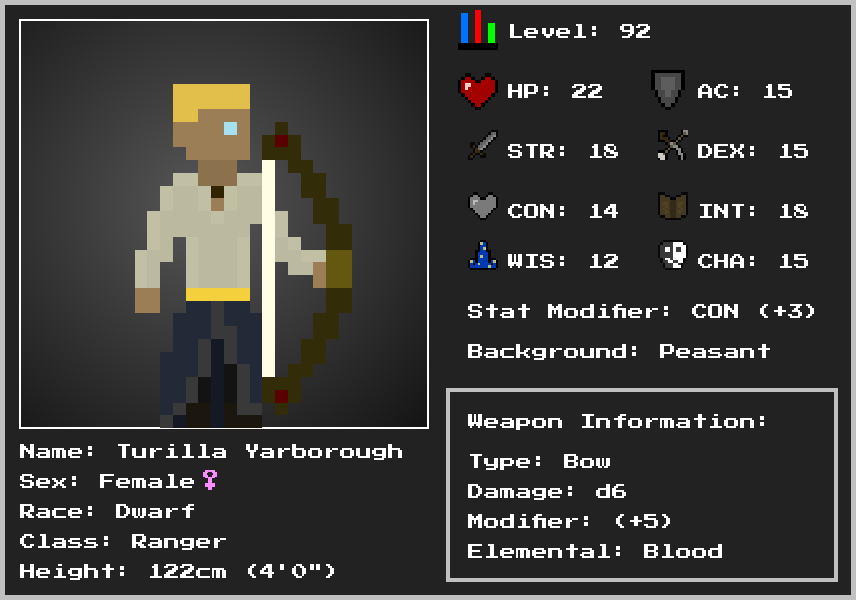 Level: 92
HP: 22 AC: 15
STR: 18 DEX: 15
CON: 14 INT: 18
WIS: 12 CHA: 15
Stat Modifier: CON (+3)
Background: Peasant
Name: Turilla Yarborough
Sex: Female♀
Race: Dwarf
Class: Ranger
Height: 122cm (4'0")
Weapon Information:
Type: Bow
Damage: d6
Modifier: (+5)
Elemental: Blood